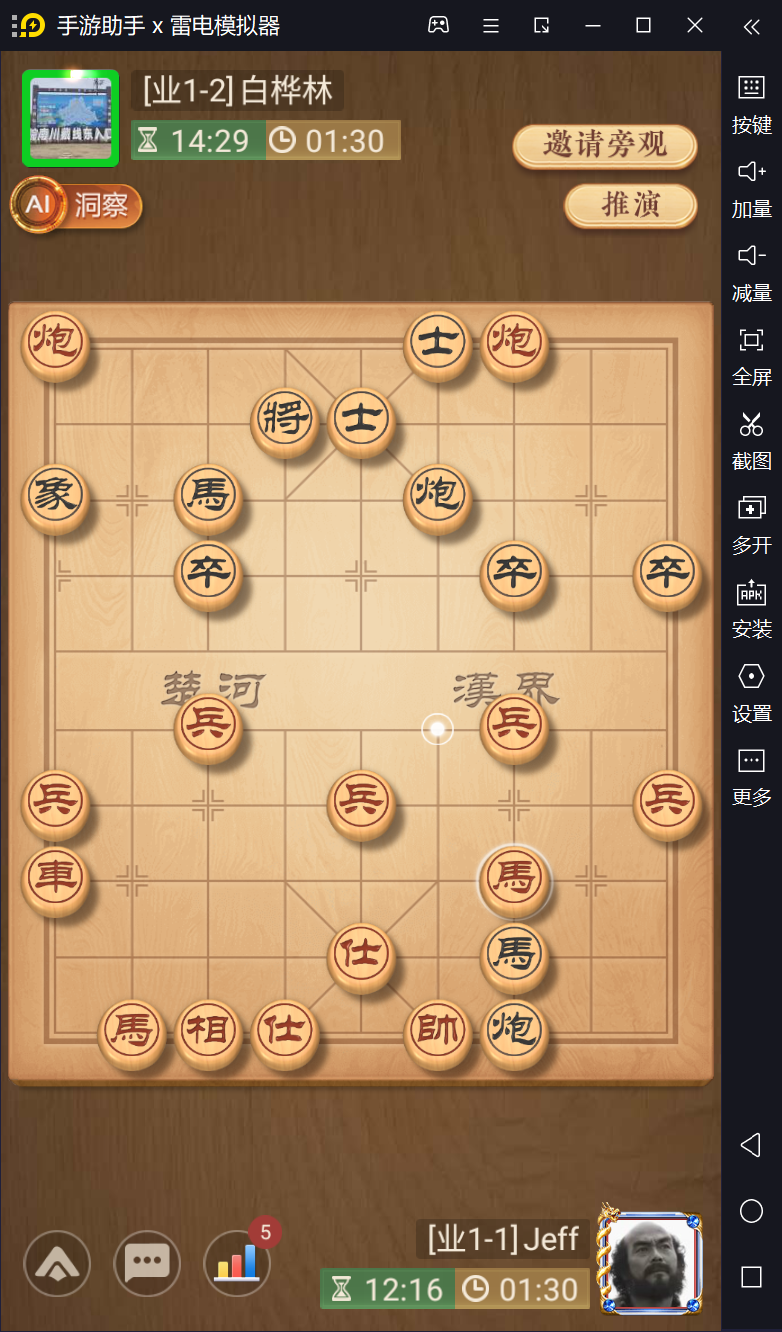 手游助手 x 雷电模拟器
[业1-2] 白桦林
14:29 01:30
邀请旁观
AI 洞察
推演
按键
加量
减量
全屏
截图
多开
APK
安装
设置
更多
炮 士 炮
將 士
象 馬 炮
卒 卒 卒
楚河 漢界
兵 兵
兵 兵 兵
車 馬
仕 馬
馬 相 仕 帥 炮
5
[业1-1] Jeff
12:16 01:30